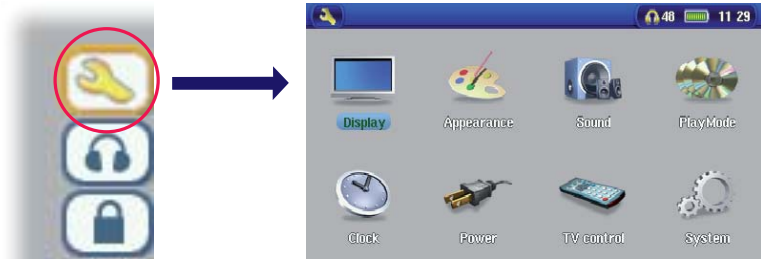 48 11 29
Display Appearance Sound PlayMode
Clock Power TV control System